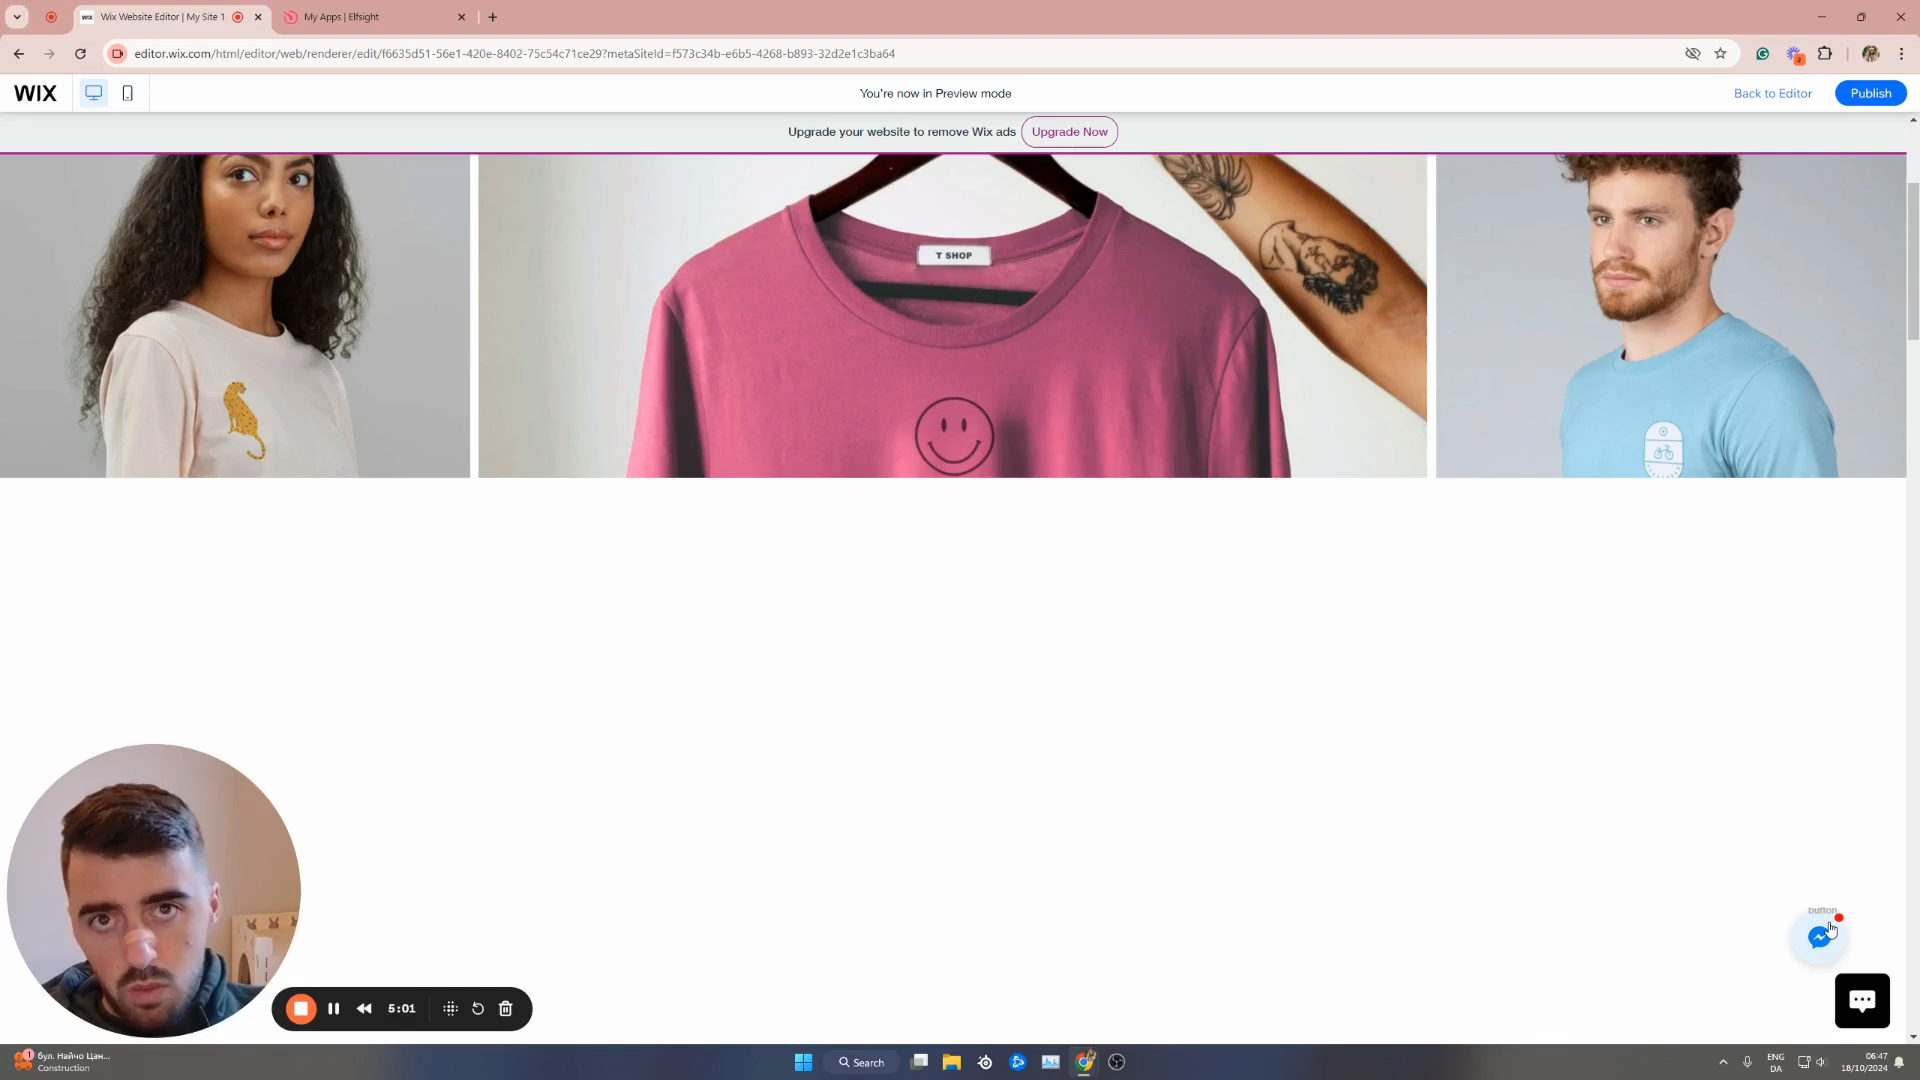 Wix Website Editor | My Site 1
My Apps | Elfsight
editor.wix.com/html/editor/web/renderer/edit/f6635d51-56e1-420e-8402-75c54c71ce29?metaSiteId=f573c34b-e6b5-4268-b893-32d2e1c3ba64
WIX
You're now in Preview mode
Back to Editor
Publish
Upgrade your website to remove Wix ads
Upgrade Now
T SHOP
button
5:01
бул. Найчо Цан...
Construction
Search
ENG
DA
06:47
18/10/2024